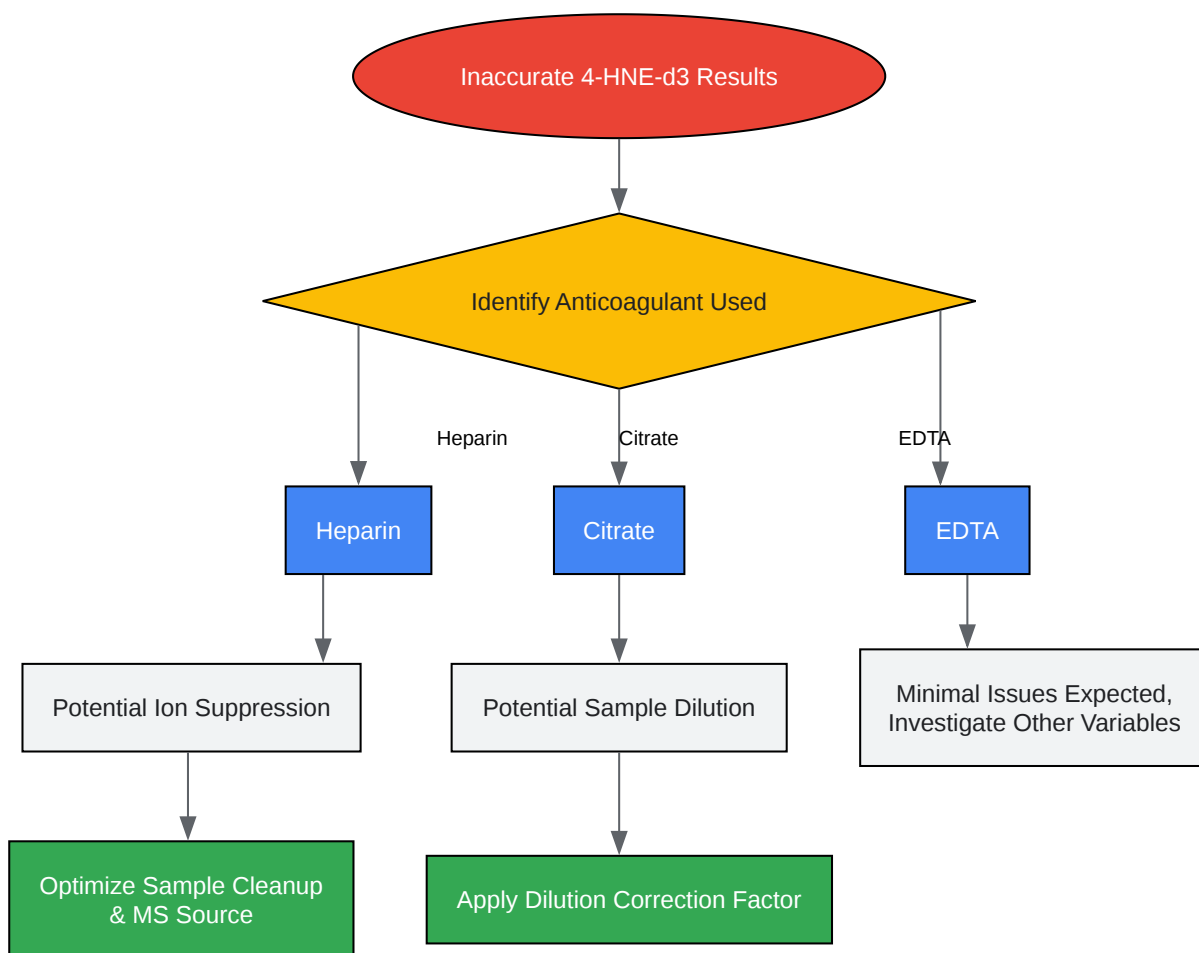 Inaccurate 4-HNE-d3 Results
Identify Anticoagulant Used
Heparin
Citrate
EDTA
Heparin
Citrate
EDTA
Potential Ion Suppression
Potential Sample Dilution
Minimal Issues Expected,
Investigate Other Variables
Optimize Sample Cleanup
& MS Source
Apply Dilution Correction Factor